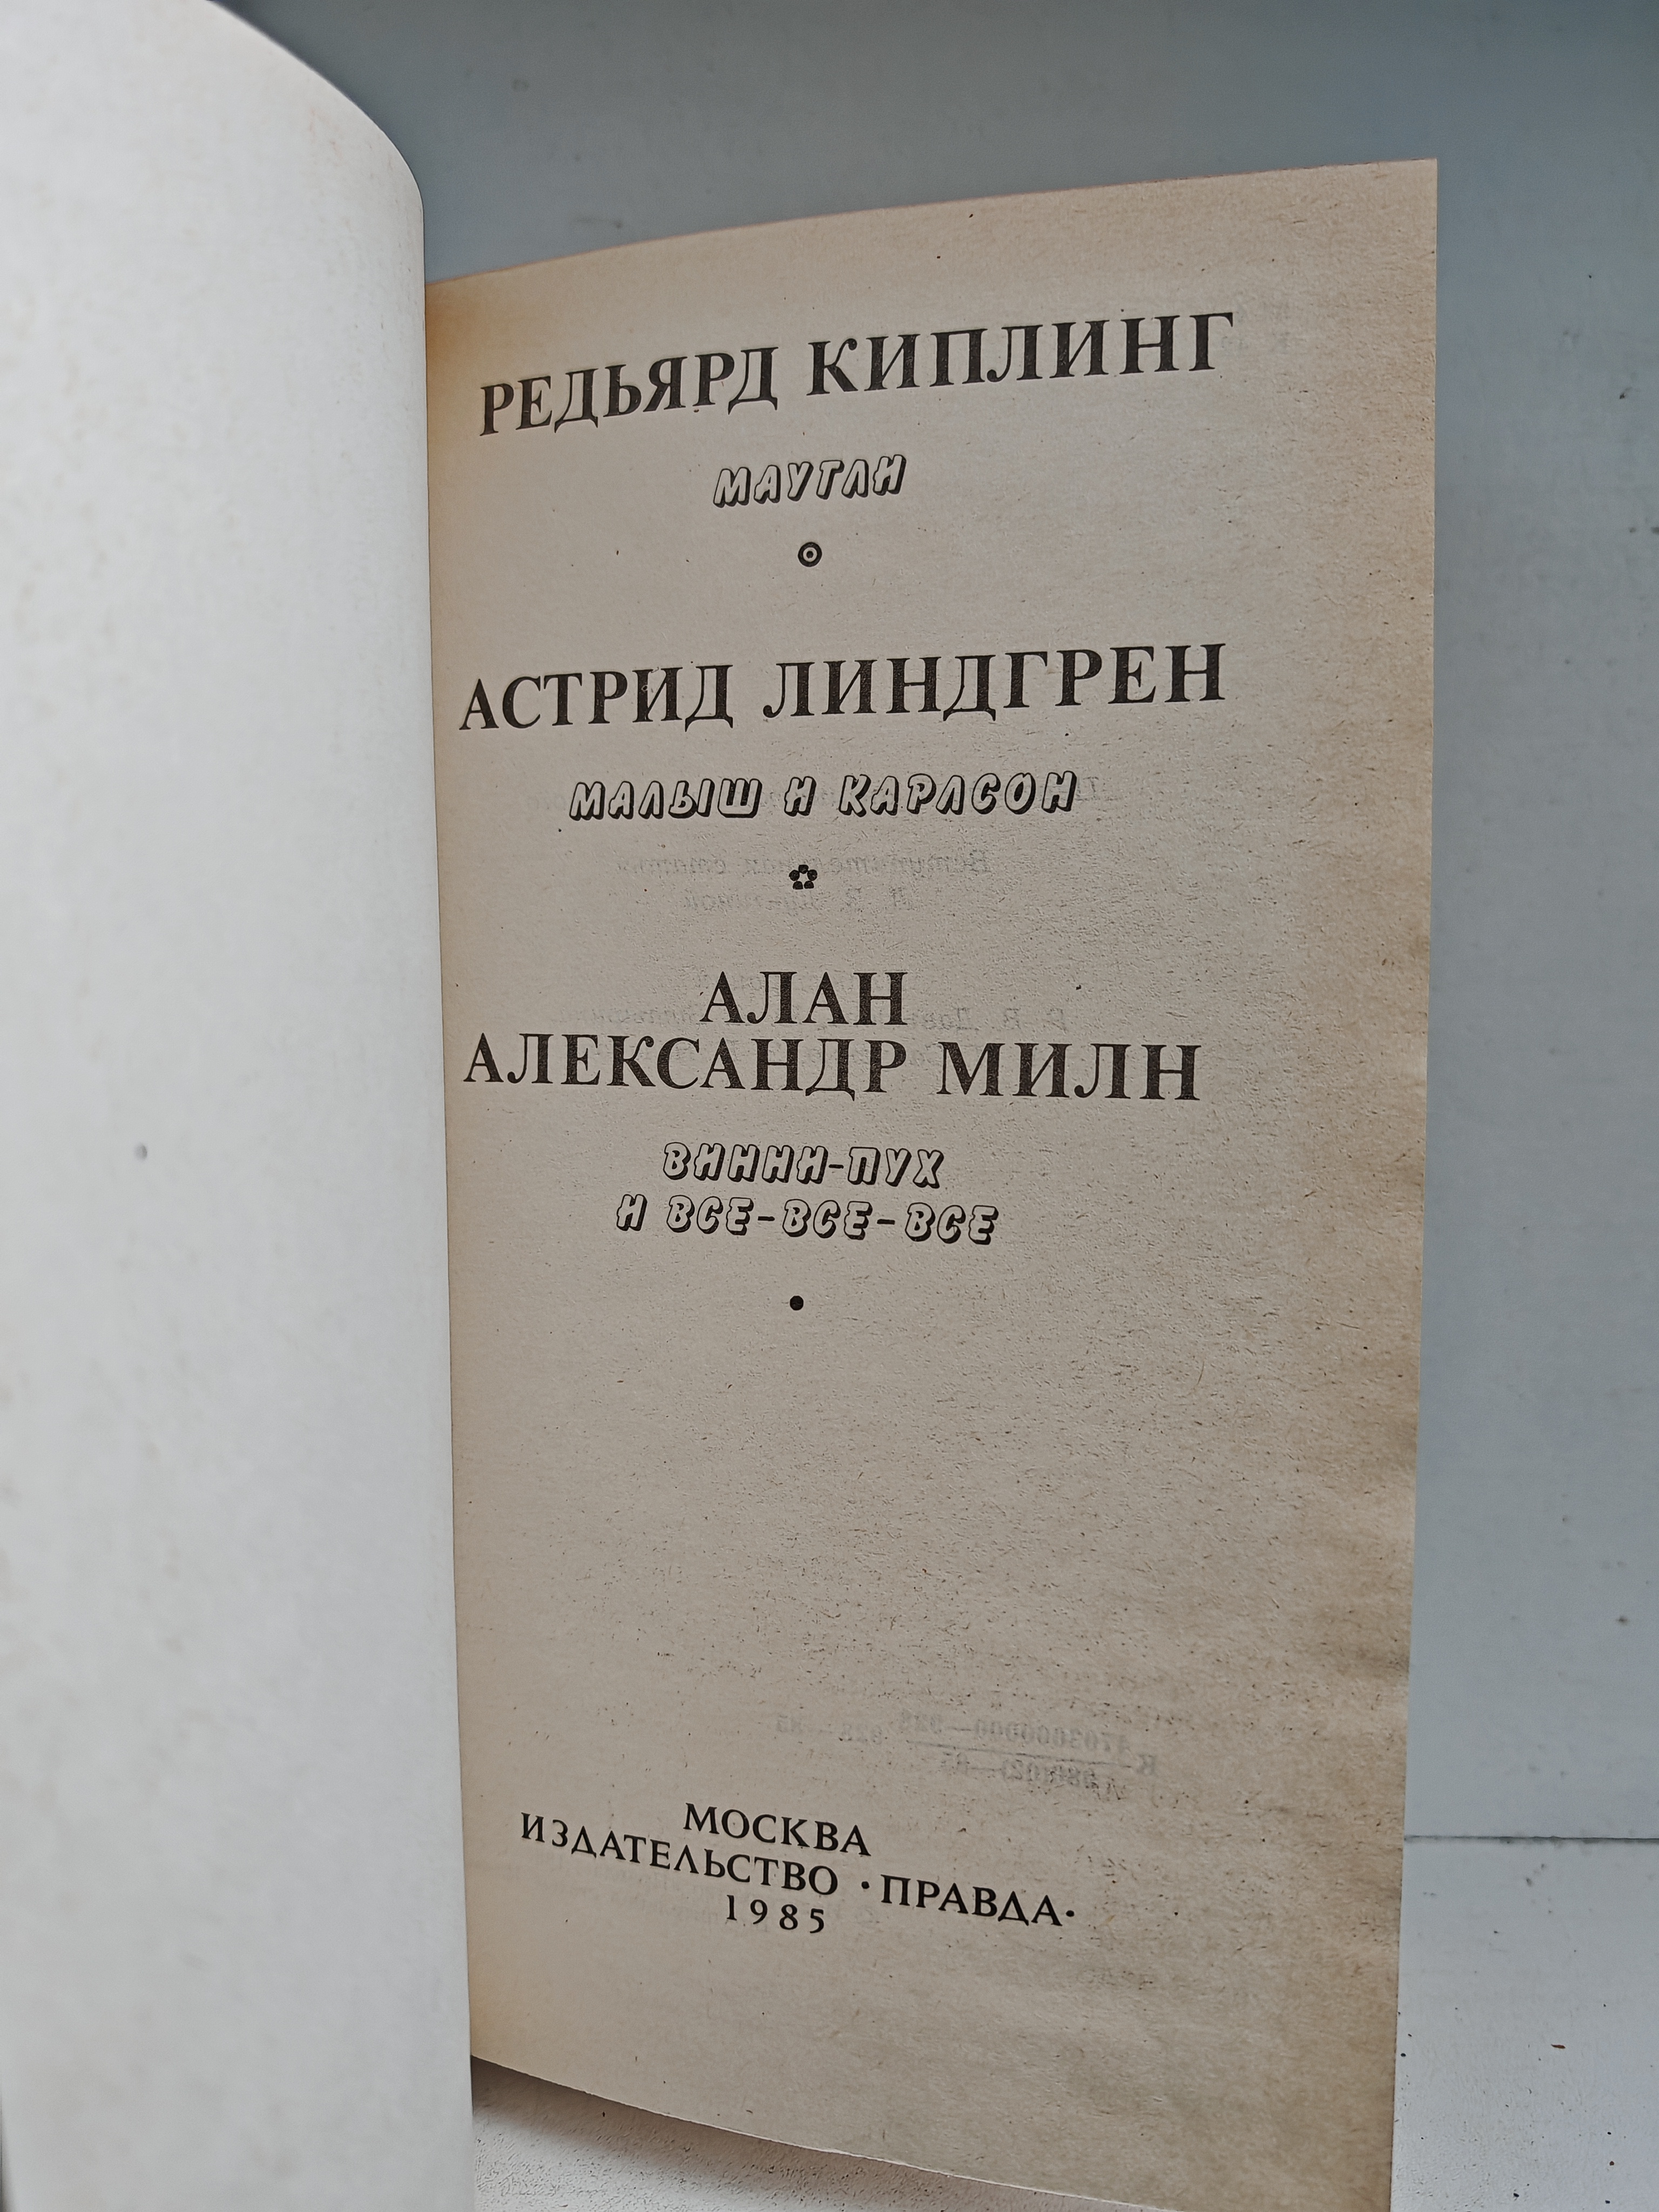 РЕДЬЯРД КИПЛИНГ
МАУГЛИ
АСТРИД ЛИНДГРЕН
МАЛЫШ И КАРЛСОН
АЛАН
АЛЕКСАНДР МИЛН
ВИННИ-ПУХ
И ВСЕ-ВСЕ-ВСЕ
МОСКВА
ИЗДАТЕЛЬСТВО •ПРАВДА•
1985